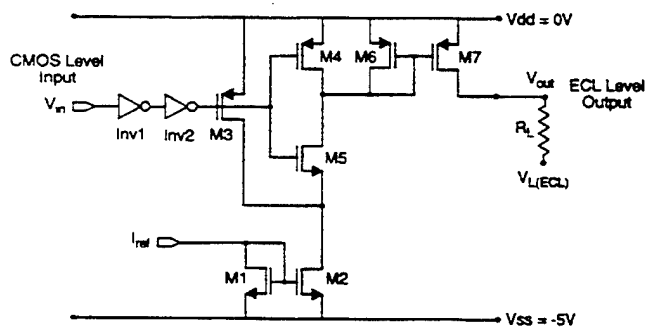 Vdd = 0V
CMOS Level
Input
Vin
Inv1
Inv2
M3
M4
M5
M6
M7
Vout
ECL Level
Output
RL
VL(ECL)
Iref
M1
M2
Vss = -5V